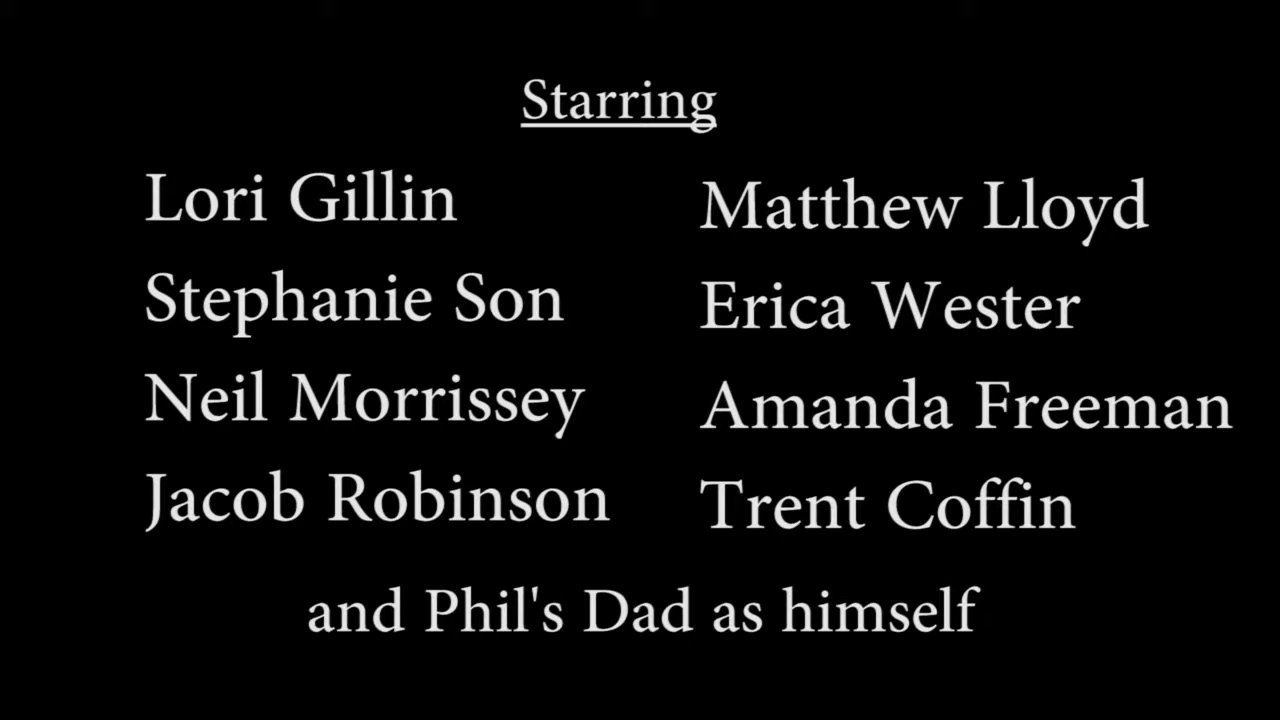 Starring
Lori Gillin
Stephanie Son
Neil Morrissey
Jacob Robinson
Matthew Lloyd
Erica Wester
Amanda Freeman
Trent Coffin
and Phil's Dad as himself